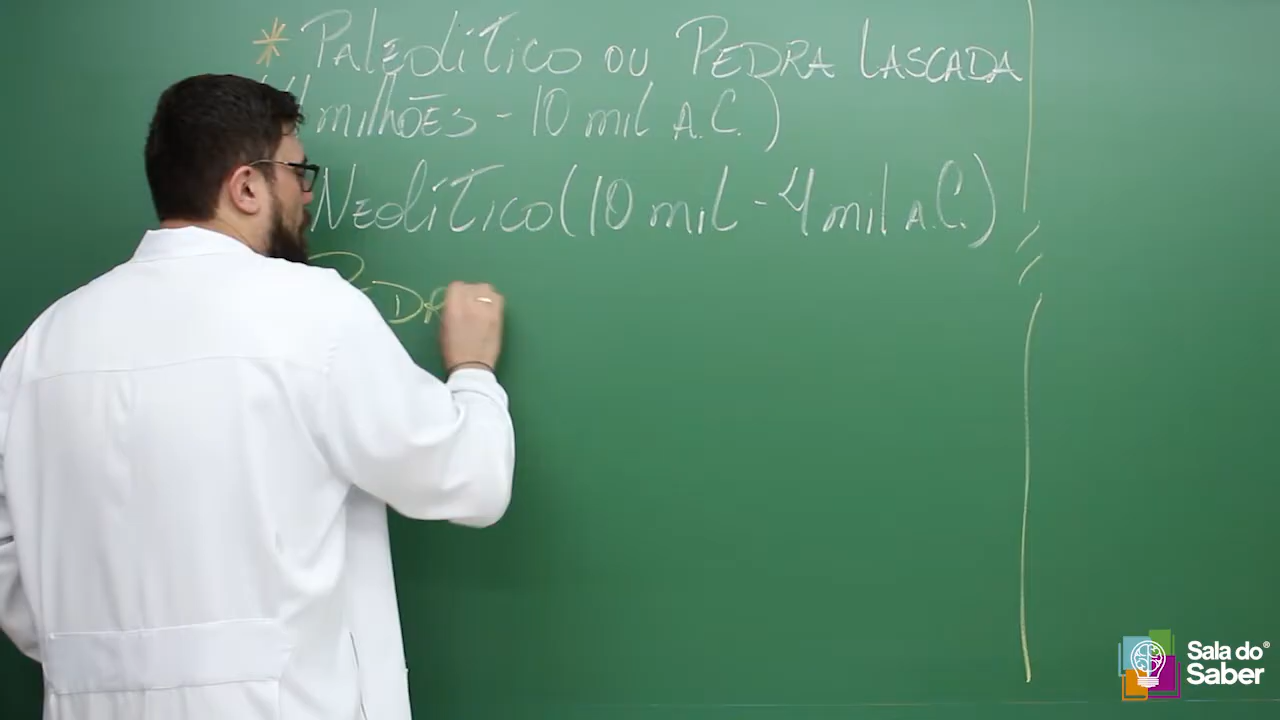 * Paleolítico ou Pedra Lascada
milhões - 10 mil A.C.)
Neolítico (10 mil - 4 mil A.C.)
Sala do®
Saber